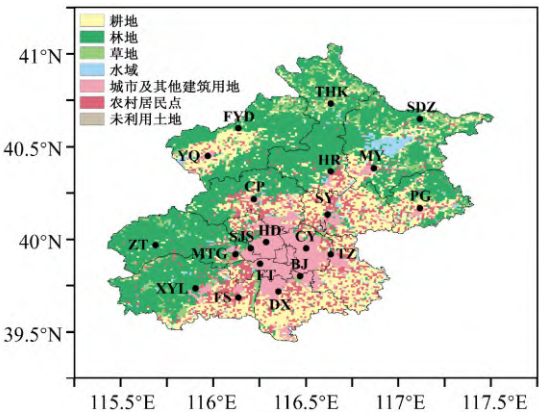 耕地
林地
草地
水域
城市及其他建筑用地
农村居民点
未利用土地
41°N
40.5°N
40°N
39.5°N
THK
SDZ
FYD
YQ
HR
MY
CP
SY
PG
HD
SJS
CY
ZT
MTG
TZ
FT
BJ
XYL
FS
DX
115.5°E
116°E
116.5°E
117°E
117.5°E